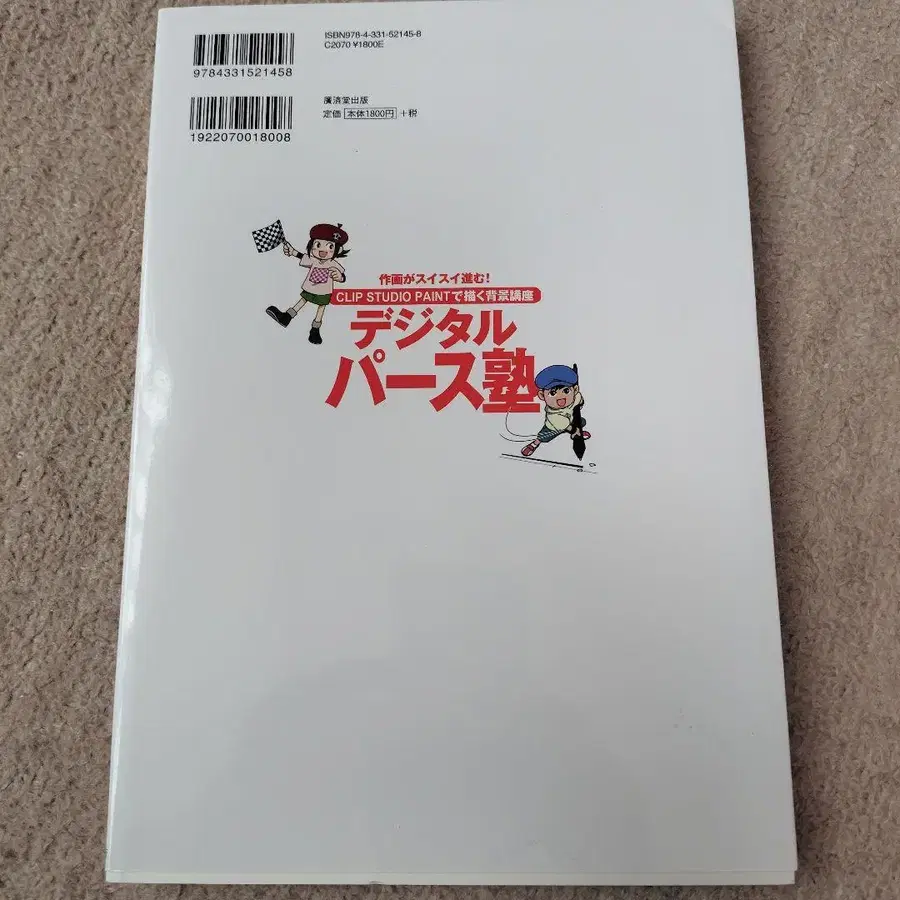 ISBN978-4-331-52145-8
C2070 ¥1800E
9784331521458
廣済堂出版
定価 本体1800円 +税
1922070018008
作画がスイスイ進む!
CLIP STUDIO PAINTで描く背景講座
デジタル
パース塾